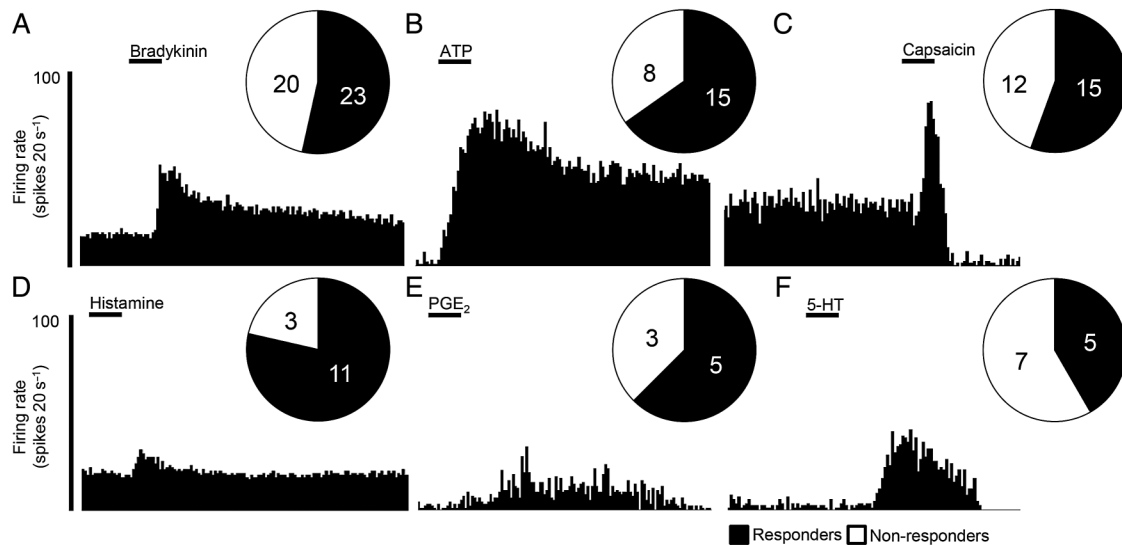 A
Bradykinin
20
23
B
ATP
8
15
C
Capsaicin
12
15
100
Firing rate
(spikes 20 s⁻¹)
D
Histamine
3
11
E
PGE₂
3
5
F
5-HT
7
5
100
Firing rate
(spikes 20 s⁻¹)
Responders Non-responders